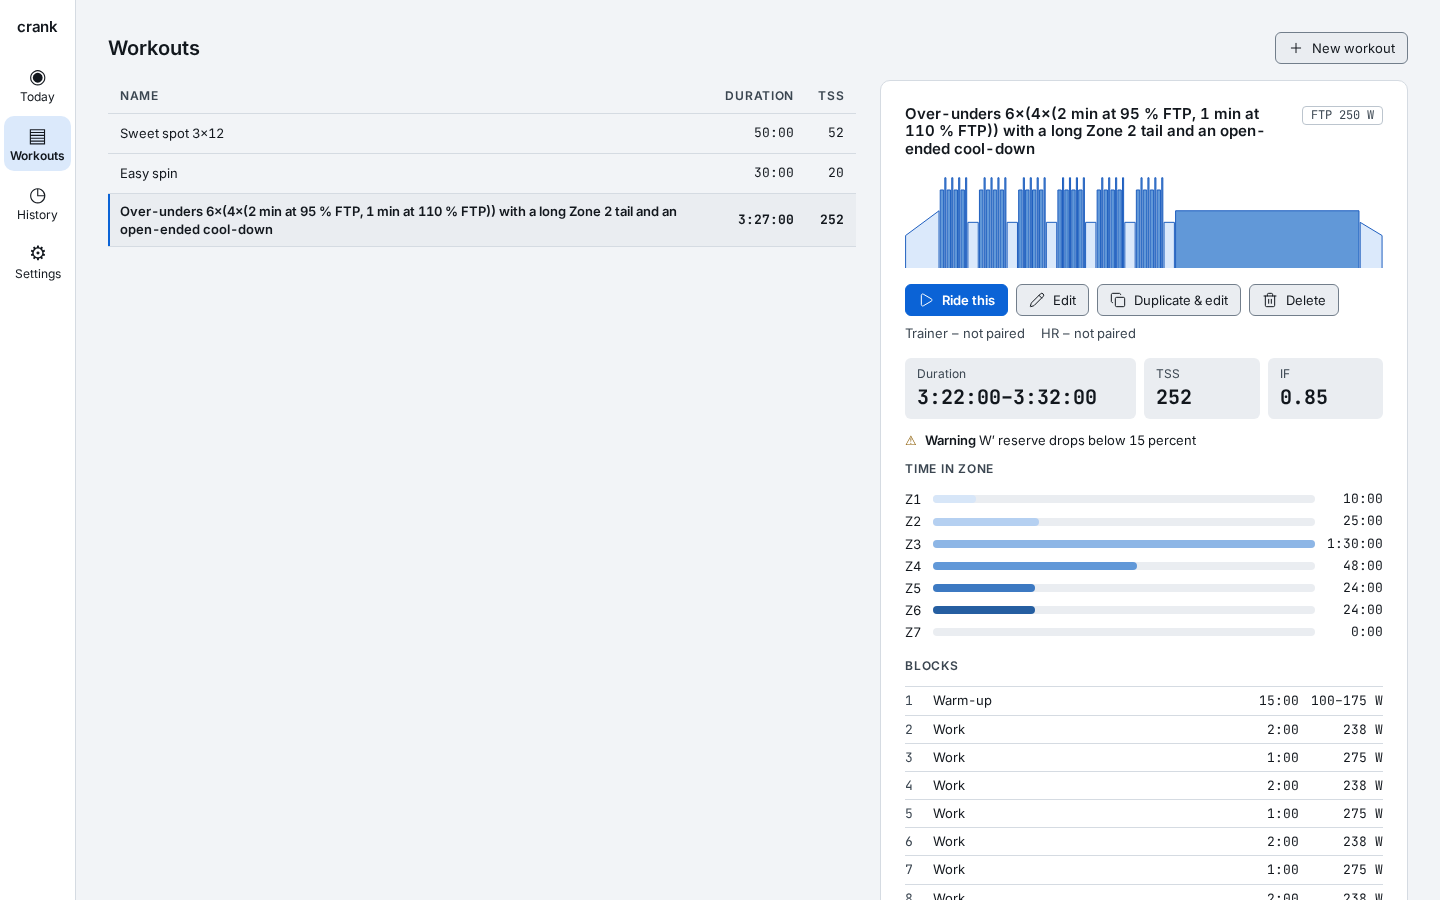 crank
Today
Workouts
History
Settings
Workouts
New workout
NAME DURATION TSS
Sweet spot 3×12 50:00 52
Easy spin 30:00 20
Over-unders 6×(4×(2 min at 95 % FTP, 1 min at 110 % FTP)) with a long Zone 2 tail and an
open-ended cool-down
3:27:00 252
Over-unders 6×(4×(2 min at 95 % FTP, 1 min at
110 % FTP)) with a long Zone 2 tail and an open-
ended cool-down
FTP 250 W
Ride this
Edit
Duplicate & edit
Delete
Trainer – not paired HR – not paired
Duration
3:22:00–3:32:00
TSS
252
IF
0.85
Warning W′ reserve drops below 15 percent
TIME IN ZONE
Z1 10:00
Z2 25:00
Z3 1:30:00
Z4 48:00
Z5 24:00
Z6 24:00
Z7 0:00
BLOCKS
1 Warm-up 15:00 100–175 W
2 Work 2:00 238 W
3 Work 1:00 275 W
4 Work 2:00 238 W
5 Work 1:00 275 W
6 Work 2:00 238 W
7 Work 1:00 275 W
8 Work 2:00 238 W